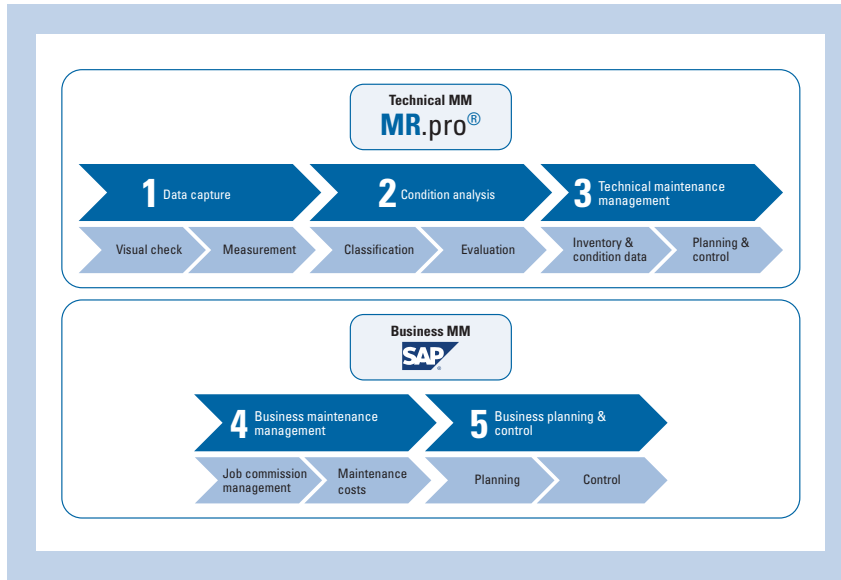 Technical MM
MR.pro®
1 Data capture
2 Condition analysis
3 Technical maintenance
management
Visual check
Measurement
Classification
Evaluation
Inventory &
condition data
Planning &
control
Business MM
SAP®
4 Business maintenance
management
5 Business planning &
control
Job commission
management
Maintenance
costs
Planning
Control